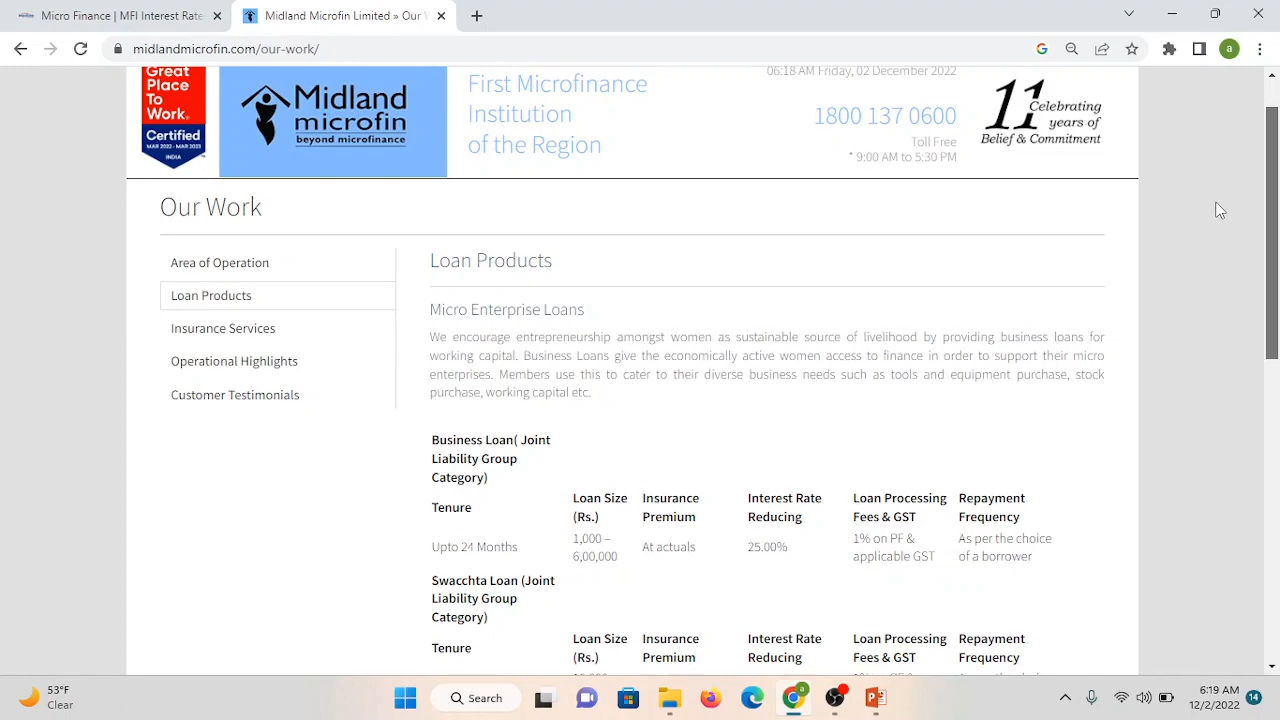 Micro Finance | MFI Interest Rate
Midland Microfin Limited » Our
midlandmicrofin.com/our-work/
a
Great
Place
To
Work.
Certified
MAR 2022 - MAR 2023
INDIA
Midland
microfin
beyond microfinance
First Microfinance
Institution
of the Region
06:18 AM Friday, 02 December 2022
1800 137 0600
Toll Free
* 9:00 AM to 5:30 PM
11 Celebrating
years of
Belief & Commitment
Our Work
Area of Operation
Loan Products
Insurance Services
Operational Highlights
Customer Testimonials
Loan Products
Micro Enterprise Loans
We encourage entrepreneurship amongst women as sustainable source of livelihood by providing business loans for
working capital. Business Loans give the economically active women access to finance in order to support their micro
enterprises. Members use this to cater to their diverse business needs such as tools and equipment purchase, stock
purchase, working capital etc.
Business Loan( Joint
Liability Group
Category)
Tenure
Loan Size
(Rs.)
Insurance
Premium
Interest Rate
Reducing
Loan Processing
Fees & GST
Repayment
Frequency
Upto 24 Months
1,000 –
6,00,000
At actuals
25.00%
1% on PF &
applicable GST
As per the choice
of a borrower
Swacchta Loan (Joint
Liability Group
Category)
Tenure
Loan Size
(Rs.)
Insurance
Premium
Interest Rate
Reducing
Loan Processing
Fees & GST
Repayment
Frequency
53°F
Clear
Search
6:19 AM
12/2/2022
14